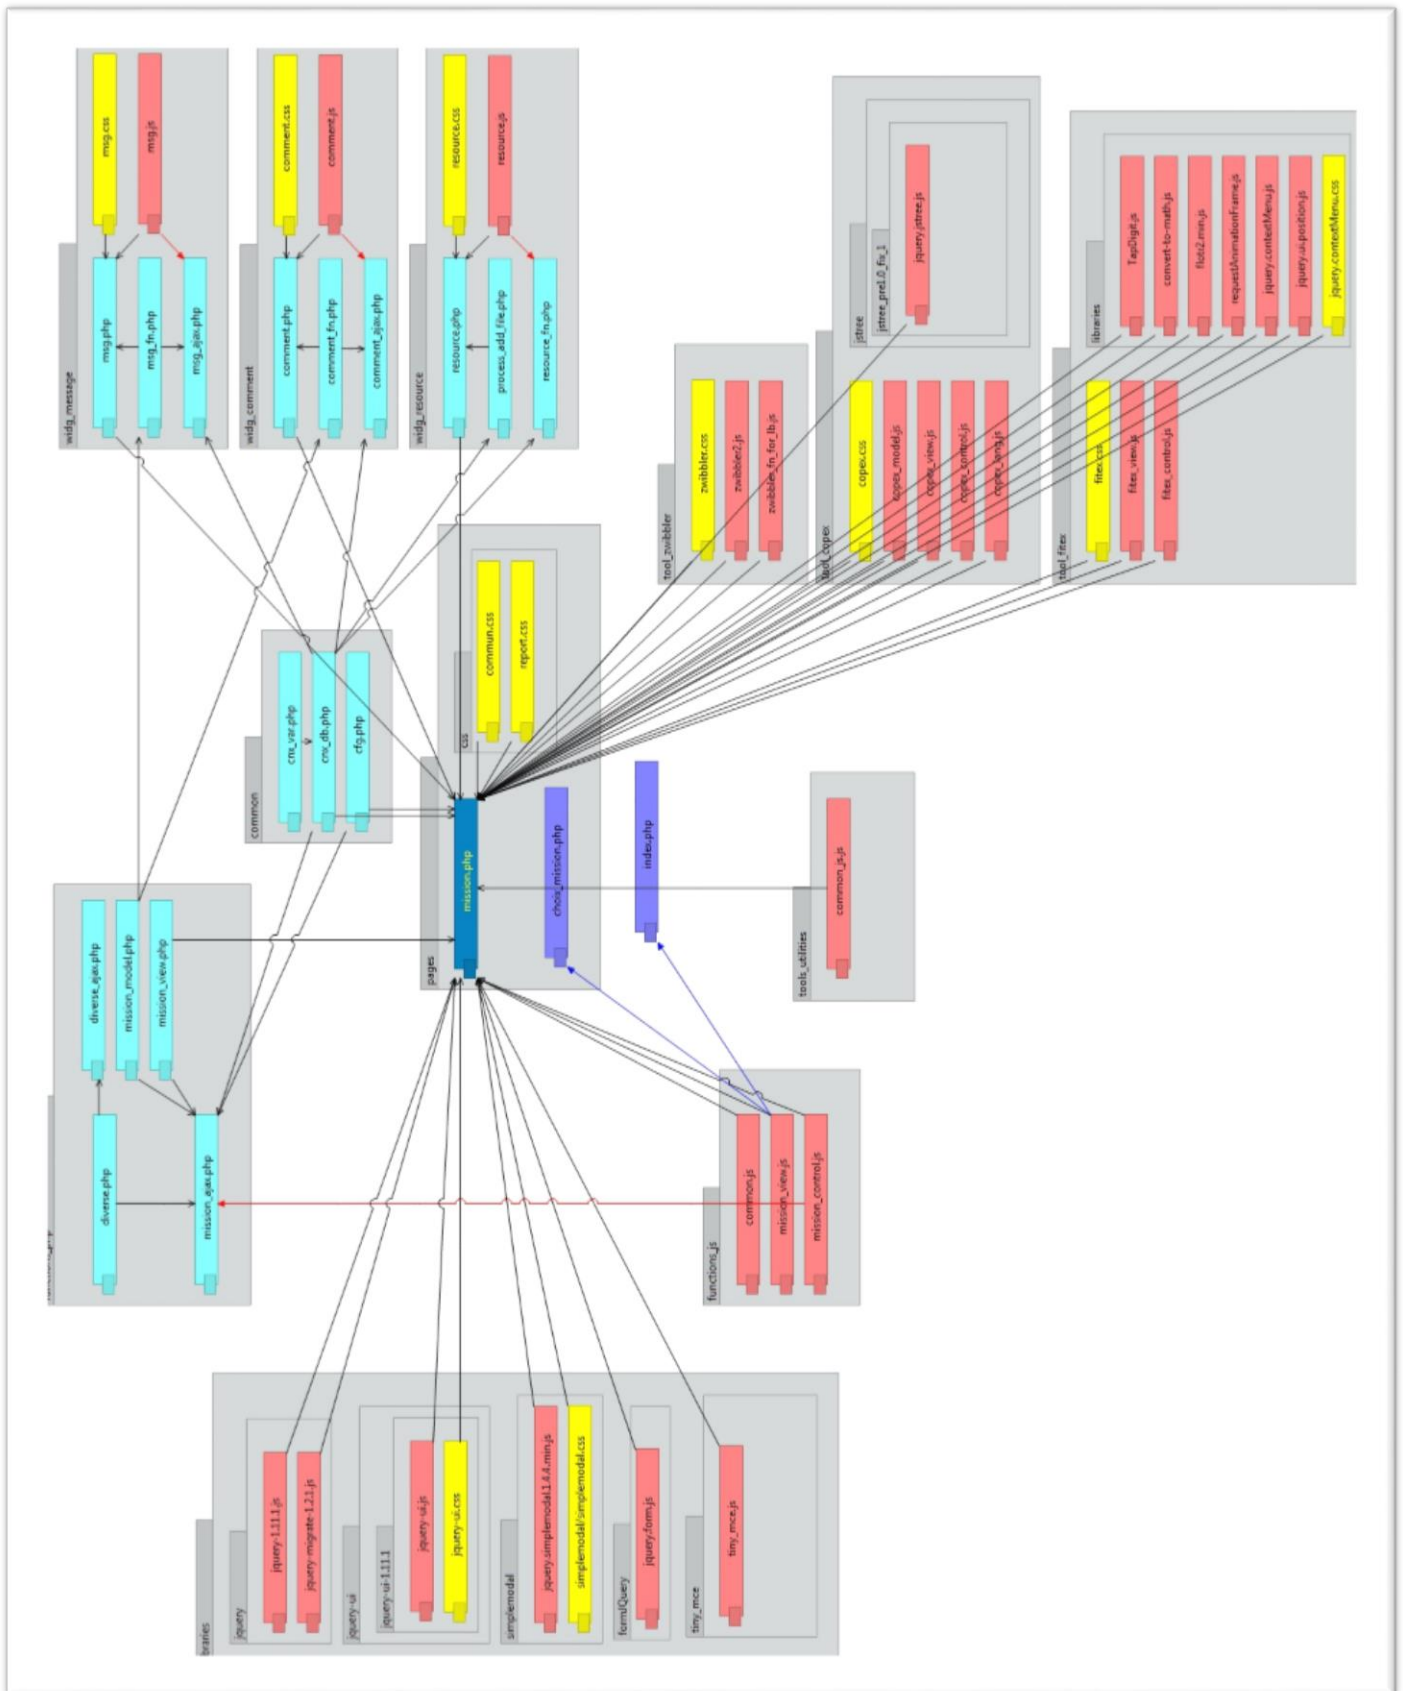 widg_message
msg.css
msg.js
msg.php
msg_fn.php
msg_ajax.php
widg_comment
comment.css
comment.js
comment.php
comment_fn.php
comment_ajax.php
widg_resource
resource.css
resource.js
resource.php
process_add_file.php
resource_fn.php
tool_zwibbler
zwibbler.css
zwibbler2.js
zwibbler_fn_for_lb.js
tool_copex
jstree
jstree_pre1.0_fix_1
jquery.jstree.js
copex.css
copex_model.js
copex_view.js
copex_control.js
copex_lang.js
tool_fitex
libraries
TapDigit.js
convert-to-math.js
flotr2.min.js
requestAnimationFrame.js
jquery.contextMenu.js
jquery.ui.position.js
jquery.contextMenu.css
fitex.css
fitex_view.js
fitex_control.js
common
cnx_var.php
cnx_db.php
cfg.php
pages
css
commun.css
report.css
mission.php
choix_mission.php
index.php
tools_utilities
common_js.js
diverse_ajax.php
mission_model.php
mission_view.php
diverse.php
mission_ajax.php
functions_js
common.js
mission_view.js
mission_control.js
braries
jquery
jquery-1.11.1.js
jquery-migrate-1.2.1.js
jquery-ui
jquery-ui-1.11.1
jquery-ui.js
jquery-ui.css
simplemodal
jquery.simplemodal.1.4.4.min.js
simplemodal/simplemodal.css
formJQuery
jquery.form.js
tiny_mce
tiny_mce.js